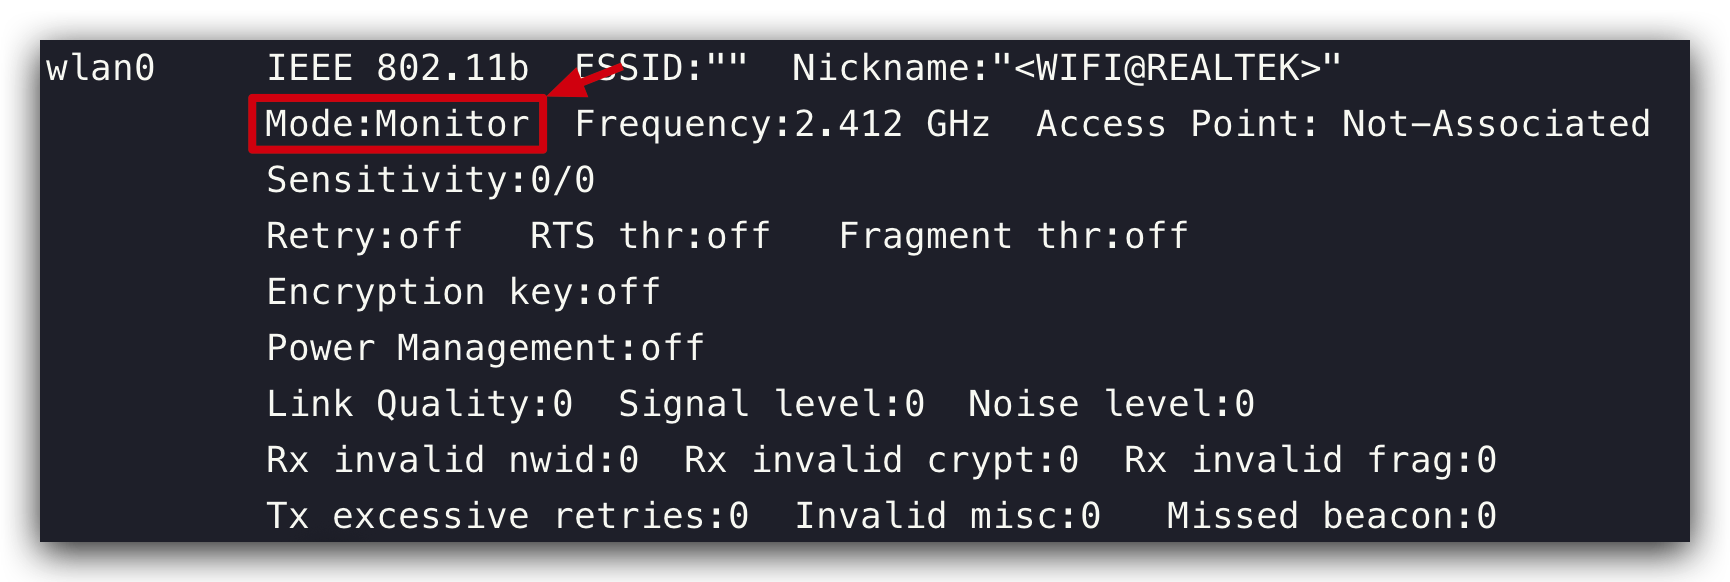 wlan0     IEEE 802.11b  ESSID:""  Nickname:"<WIFI@REALTEK>"
          Mode:Monitor  Frequency:2.412 GHz  Access Point: Not-Associated
          Sensitivity:0/0
          Retry:off   RTS thr:off   Fragment thr:off
          Encryption key:off
          Power Management:off
          Link Quality:0  Signal level:0  Noise level:0
          Rx invalid nwid:0  Rx invalid crypt:0  Rx invalid frag:0
          Tx excessive retries:0  Invalid misc:0   Missed beacon:0